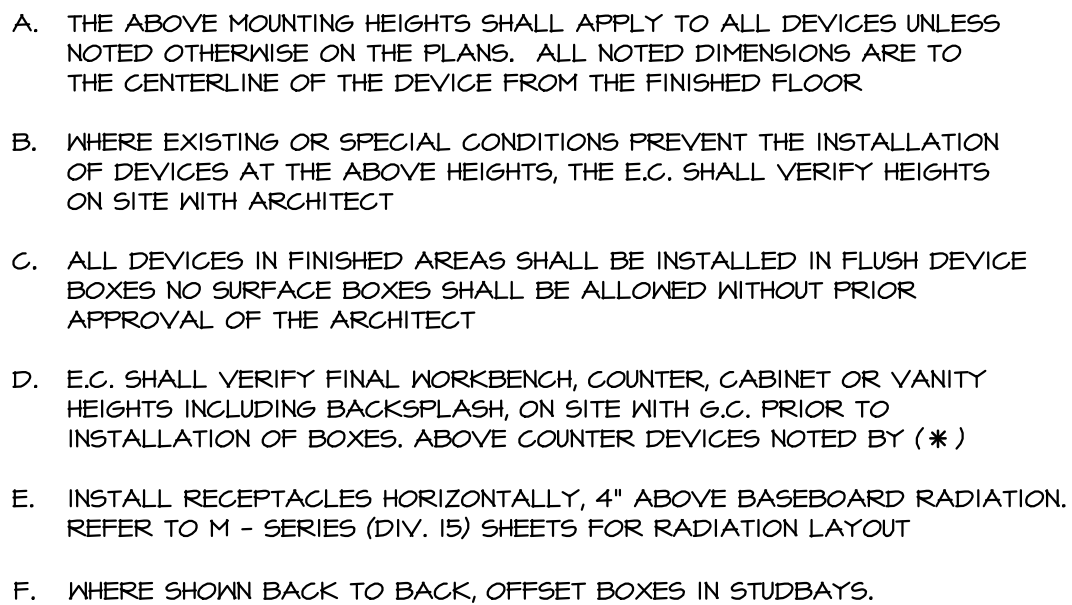 A. THE ABOVE MOUNTING HEIGHTS SHALL APPLY TO ALL DEVICES UNLESS
NOTED OTHERWISE ON THE PLANS. ALL NOTED DIMENSIONS ARE TO
THE CENTERLINE OF THE DEVICE FROM THE FINISHED FLOOR
B. WHERE EXISTING OR SPECIAL CONDITIONS PREVENT THE INSTALLATION
OF DEVICES AT THE ABOVE HEIGHTS, THE E.C. SHALL VERIFY HEIGHTS
ON SITE WITH ARCHITECT
C. ALL DEVICES IN FINISHED AREAS SHALL BE INSTALLED IN FLUSH DEVICE
BOXES NO SURFACE BOXES SHALL BE ALLOWED WITHOUT PRIOR
APPROVAL OF THE ARCHITECT
D. E.C. SHALL VERIFY FINAL WORKBENCH, COUNTER, CABINET OR VANITY
HEIGHTS INCLUDING BACKSPLASH, ON SITE WITH G.C. PRIOR TO
INSTALLATION OF BOXES. ABOVE COUNTER DEVICES NOTED BY ( * )
E. INSTALL RECEPTACLES HORIZONTALLY, 4" ABOVE BASEBOARD RADIATION.
REFER TO M - SERIES (DIV. 15) SHEETS FOR RADIATION LAYOUT
F. WHERE SHOWN BACK TO BACK, OFFSET BOXES IN STUDBAYS.